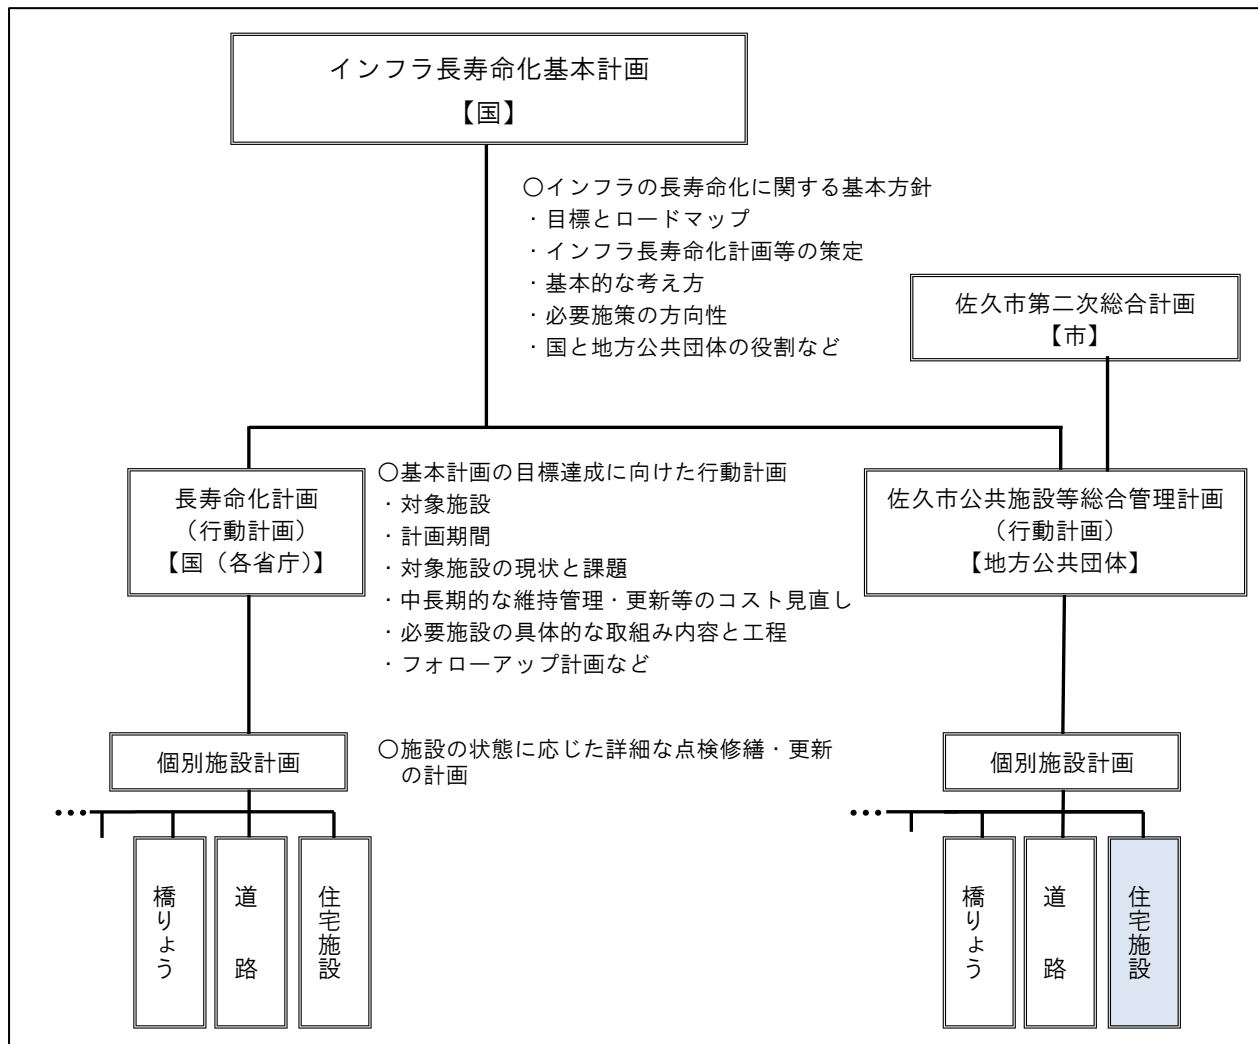 インフラ長寿命化基本計画
【国】
〇インフラの長寿命化に関する基本方針
・目標とロードマップ
・インフラ長寿命化計画等の策定
・基本的な考え方
・必要施策の方向性
・国と地方公共団体の役割など
佐久市第二次総合計画
【市】
長寿命化計画
（行動計画）
【国（各省庁）】
〇基本計画の目標達成に向けた行動計画
・対象施設
・計画期間
・対象施設の現状と課題
・中長期的な維持管理・更新等のコスト見直し
・必要施設の具体的な取組み内容と工程
・フォローアップ計画など
佐久市公共施設等総合管理計画
（行動計画）
【地方公共団体】
個別施設計画
〇施設の状態に応じた詳細な点検修繕・更新
の計画
個別施設計画
…
橋りょう
道路
住宅施設
…
橋りょう
道路
住宅施設